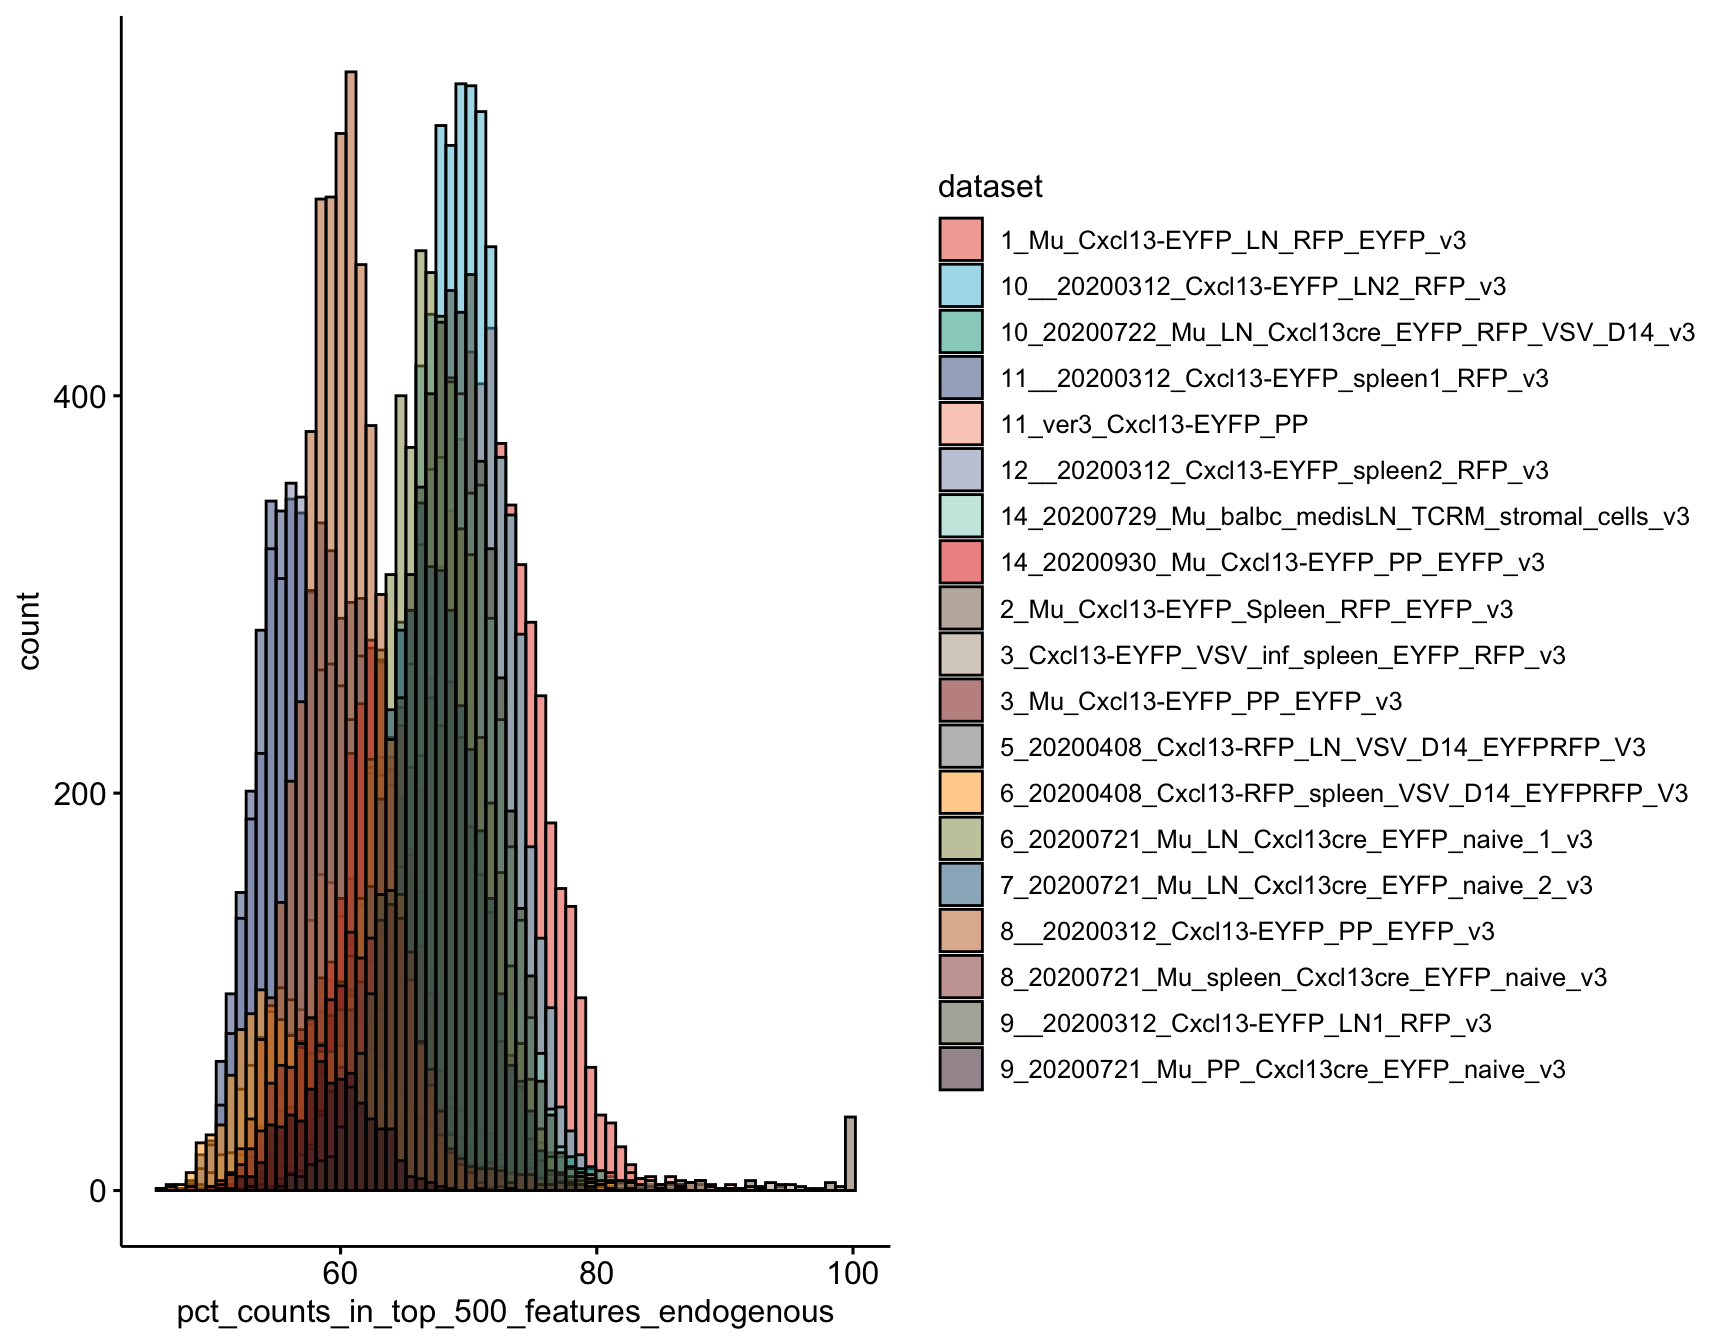 400
200
0
count
60
80
100
pct_counts_in_top_500_features_endogenous
dataset
1_Mu_Cxcl13-EYFP_LN_RFP_EYFP_v3
10__20200312_Cxcl13-EYFP_LN2_RFP_v3
10_20200722_Mu_LN_Cxcl13cre_EYFP_RFP_VSV_D14_v3
11__20200312_Cxcl13-EYFP_spleen1_RFP_v3
11_ver3_Cxcl13-EYFP_PP
12__20200312_Cxcl13-EYFP_spleen2_RFP_v3
14_20200729_Mu_balbc_medisLN_TCRM_stromal_cells_v3
14_20200930_Mu_Cxcl13-EYFP_PP_EYFP_v3
2_Mu_Cxcl13-EYFP_Spleen_RFP_EYFP_v3
3_Cxcl13-EYFP_VSV_inf_spleen_EYFP_RFP_v3
3_Mu_Cxcl13-EYFP_PP_EYFP_v3
5_20200408_Cxcl13-RFP_LN_VSV_D14_EYFPRFP_V3
6_20200408_Cxcl13-RFP_spleen_VSV_D14_EYFPRFP_V3
6_20200721_Mu_LN_Cxcl13cre_EYFP_naive_1_v3
7_20200721_Mu_LN_Cxcl13cre_EYFP_naive_2_v3
8__20200312_Cxcl13-EYFP_PP_EYFP_v3
8_20200721_Mu_spleen_Cxcl13cre_EYFP_naive_v3
9__20200312_Cxcl13-EYFP_LN1_RFP_v3
9_20200721_Mu_PP_Cxcl13cre_EYFP_naive_v3